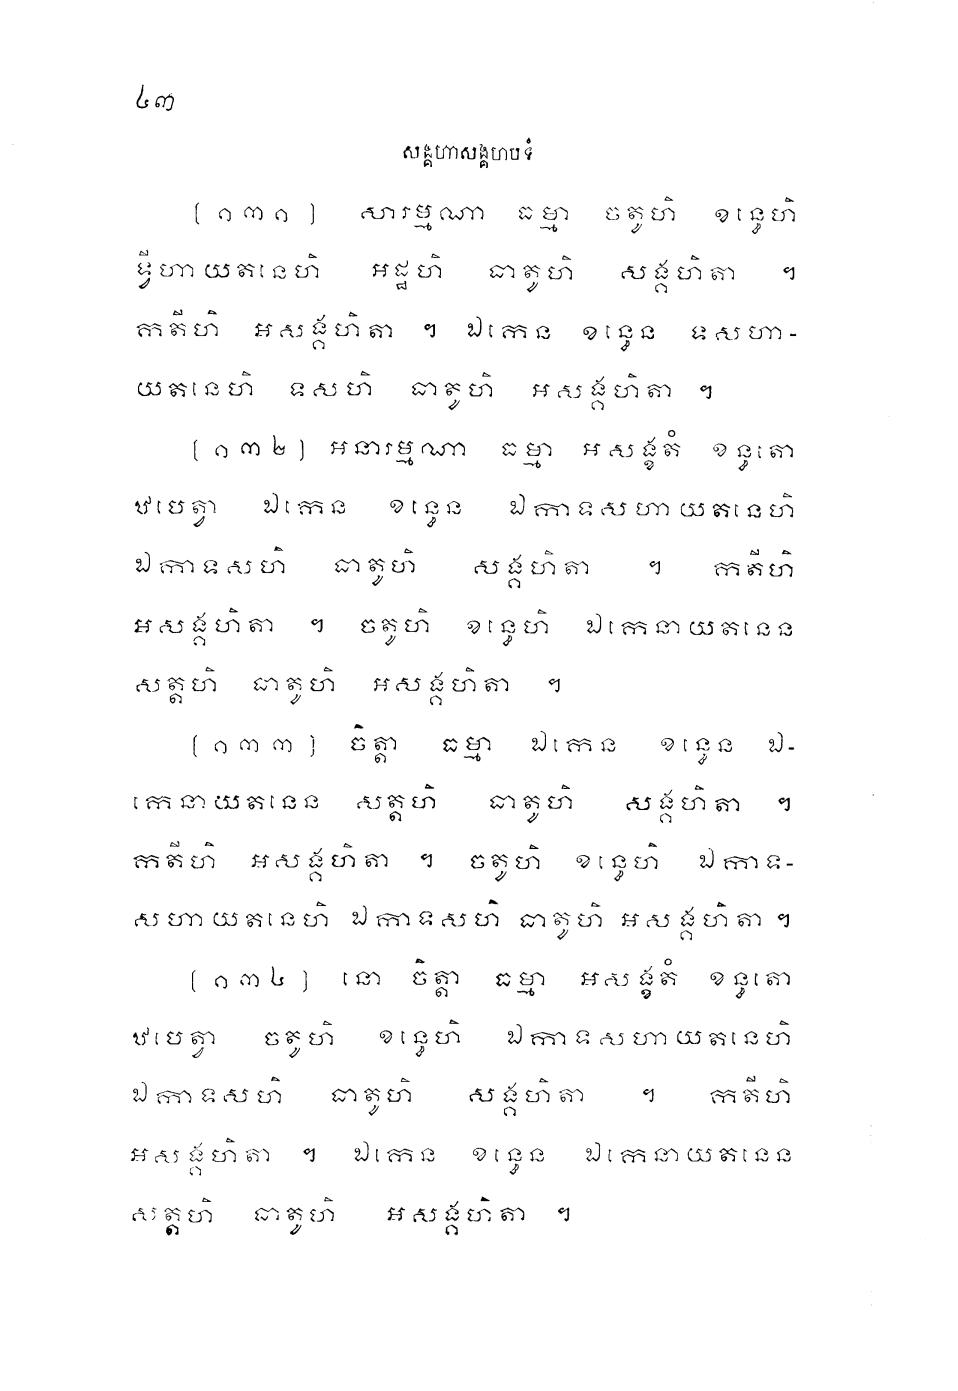 ៤៣
សង្គហាសង្គហបទំ
[១៣១] សារម្មណា ធម្មា ចតូហិ ខន្ធេហិ
ទ្វីហាយតនេហិ អដ្ឋហិ ធាតូហិ សង្គហិតា ។
កតីហិ អសង្គហិតា ។ ឯកេន ខន្ធេន ទសហា-
យតនេហិ ទសហិ ធាតូហិ អសង្គហិតា ។
[១៣២] អនារម្មណា ធម្មា អសង្ខតំ ខន្ធតោ
ឋបេត្វា ឯកេន ខន្ធេន ឯកាទសហាយតនេហិ
ឯកាទសហិ ធាតូហិ សង្គហិតា ។ កតីហិ
អសង្គហិតា ។ ចតូហិ ខន្ធេហិ ឯកេនាយតនេន
សត្តហិ ធាតូហិ អសង្គហិតា ។
[១៣៣] ចិត្តា ធម្មា ឯកេន ខន្ធេន ឯ-
កេនាយតនេន សត្តហិ ធាតូហិ សង្គហិតា ។
កតីហិ អសង្គហិតា ។ ចតូហិ ខន្ធេហិ ឯកាទ-
សហាយតនេហិ ឯកាទសហិ ធាតូហិ អសង្គហិតា ។
[១៣៤] នោ ចិត្តា ធម្មា អសង្ខតំ ខន្ធតោ
ឋបេត្វា ចតូហិ ខន្ធេហិ ឯកាទសហាយតនេហិ
ឯកាទសហិ ធាតូហិ សង្គហិតា ។ កតីហិ
អសង្គហិតា ។ ឯកេន ខន្ធេន ឯកេនាយតនេន
សត្តហិ ធាតូហិ អសង្គហិតា ។